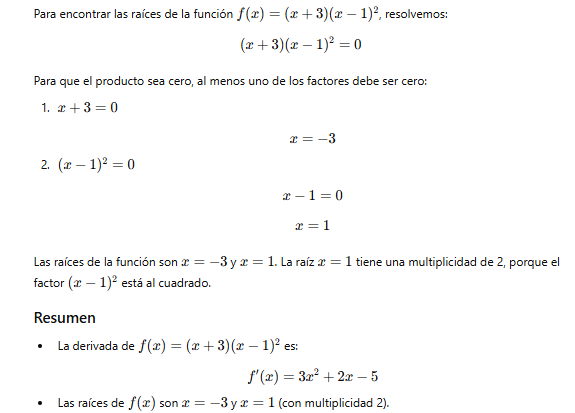 Para encontrar las raíces de la función f(x) = (x + 3)(x − 1)², resolvemos:
(x + 3)(x − 1)² = 0
Para que el producto sea cero, al menos uno de los factores debe ser cero:
1. x + 3 = 0
x = −3
2. (x − 1)² = 0
x − 1 = 0
x = 1
Las raíces de la función son x = −3 y x = 1. La raíz x = 1 tiene una multiplicidad de 2, porque el
factor (x − 1)² está al cuadrado.
Resumen
• La derivada de f(x) = (x + 3)(x − 1)² es:
f′(x) = 3x² + 2x − 5
• Las raíces de f(x) son x = −3 y x = 1 (con multiplicidad 2).